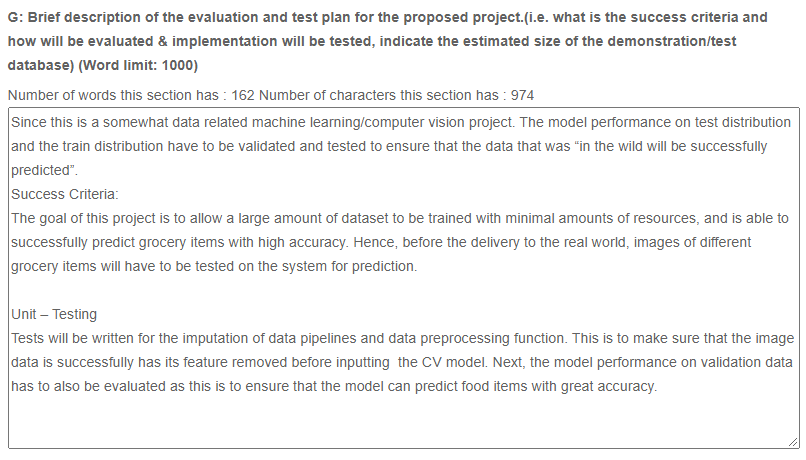 G: Brief description of the evaluation and test plan for the proposed project.(i.e. what is the success criteria and
how will be evaluated & implementation will be tested, indicate the estimated size of the demonstration/test
database) (Word limit: 1000)
Number of words this section has : 162 Number of characters this section has : 974
Since this is a somewhat data related machine learning/computer vision project. The model performance on test distribution
and the train distribution have to be validated and tested to ensure that the data that was “in the wild will be successfully
predicted”.
Success Criteria:
The goal of this project is to allow a large amount of dataset to be trained with minimal amounts of resources, and is able to
successfully predict grocery items with high accuracy. Hence, before the delivery to the real world, images of different
grocery items will have to be tested on the system for prediction.
Unit – Testing
Tests will be written for the imputation of data pipelines and data preprocessing function. This is to make sure that the image
data is successfully has its feature removed before inputting  the CV model. Next, the model performance on validation data
has to also be evaluated as this is to ensure that the model can predict food items with great accuracy.